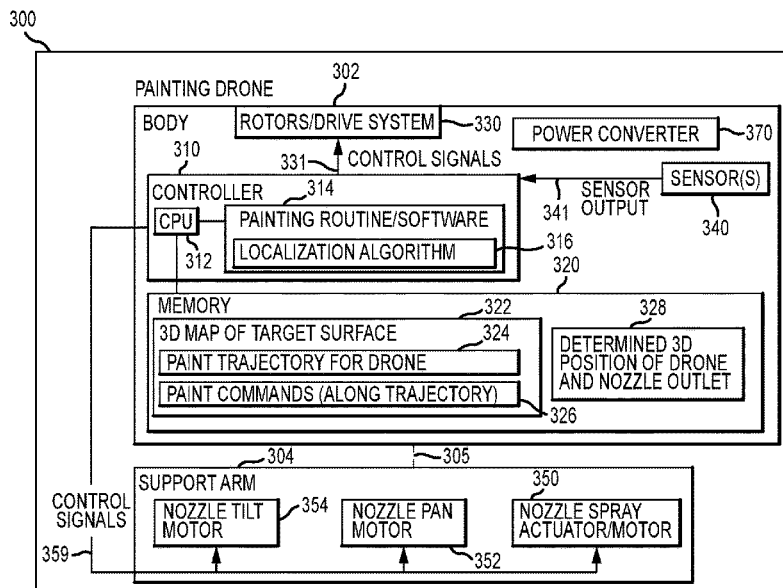 300
PAINTING DRONE
302
BODY
ROTORS/DRIVE SYSTEM
330
POWER CONVERTER
370
310
331
CONTROL SIGNALS
CONTROLLER
314
341
SENSOR
OUTPUT
SENSOR(S)
340
CPU
312
PAINTING ROUTINE/SOFTWARE
LOCALIZATION ALGORITHM
316
320
MEMORY
322
328
3D MAP OF TARGET SURFACE
324
PAINT TRAJECTORY FOR DRONE
PAINT COMMANDS (ALONG TRAJECTORY)
326
DETERMINED 3D
POSITION OF DRONE
AND NOZZLE OUTLET
304
305
SUPPORT ARM
350
CONTROL
SIGNALS
359
NOZZLE TILT
MOTOR
354
NOZZLE PAN
MOTOR
352
NOZZLE SPRAY
ACTUATOR/MOTOR